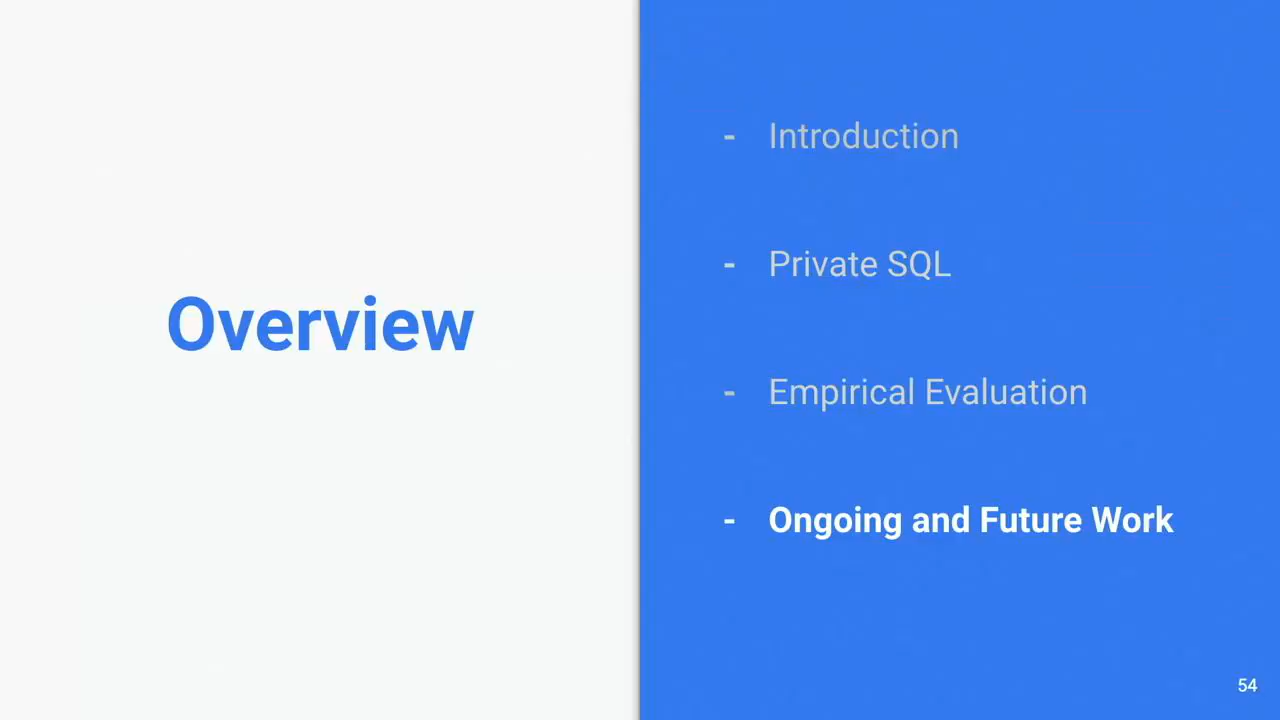 Overview
- Introduction
- Private SQL
- Empirical Evaluation
- Ongoing and Future Work
54